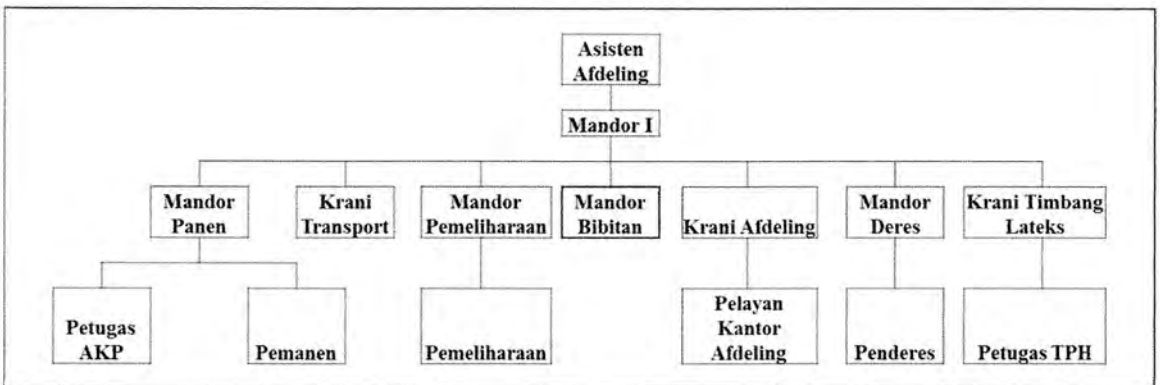 Asisten
Afdeling
Mandor I
Mandor
Panen
Krani
Transport
Mandor
Pemeliharaan
Mandor
Bibitan
Krani Afdeling
Mandor
Deres
Krani Timbang
Lateks
Petugas
AKP
Pemanen
Pemeliharaan
Pelayan
Kantor
Afdeling
Penderes
Petugas TPH